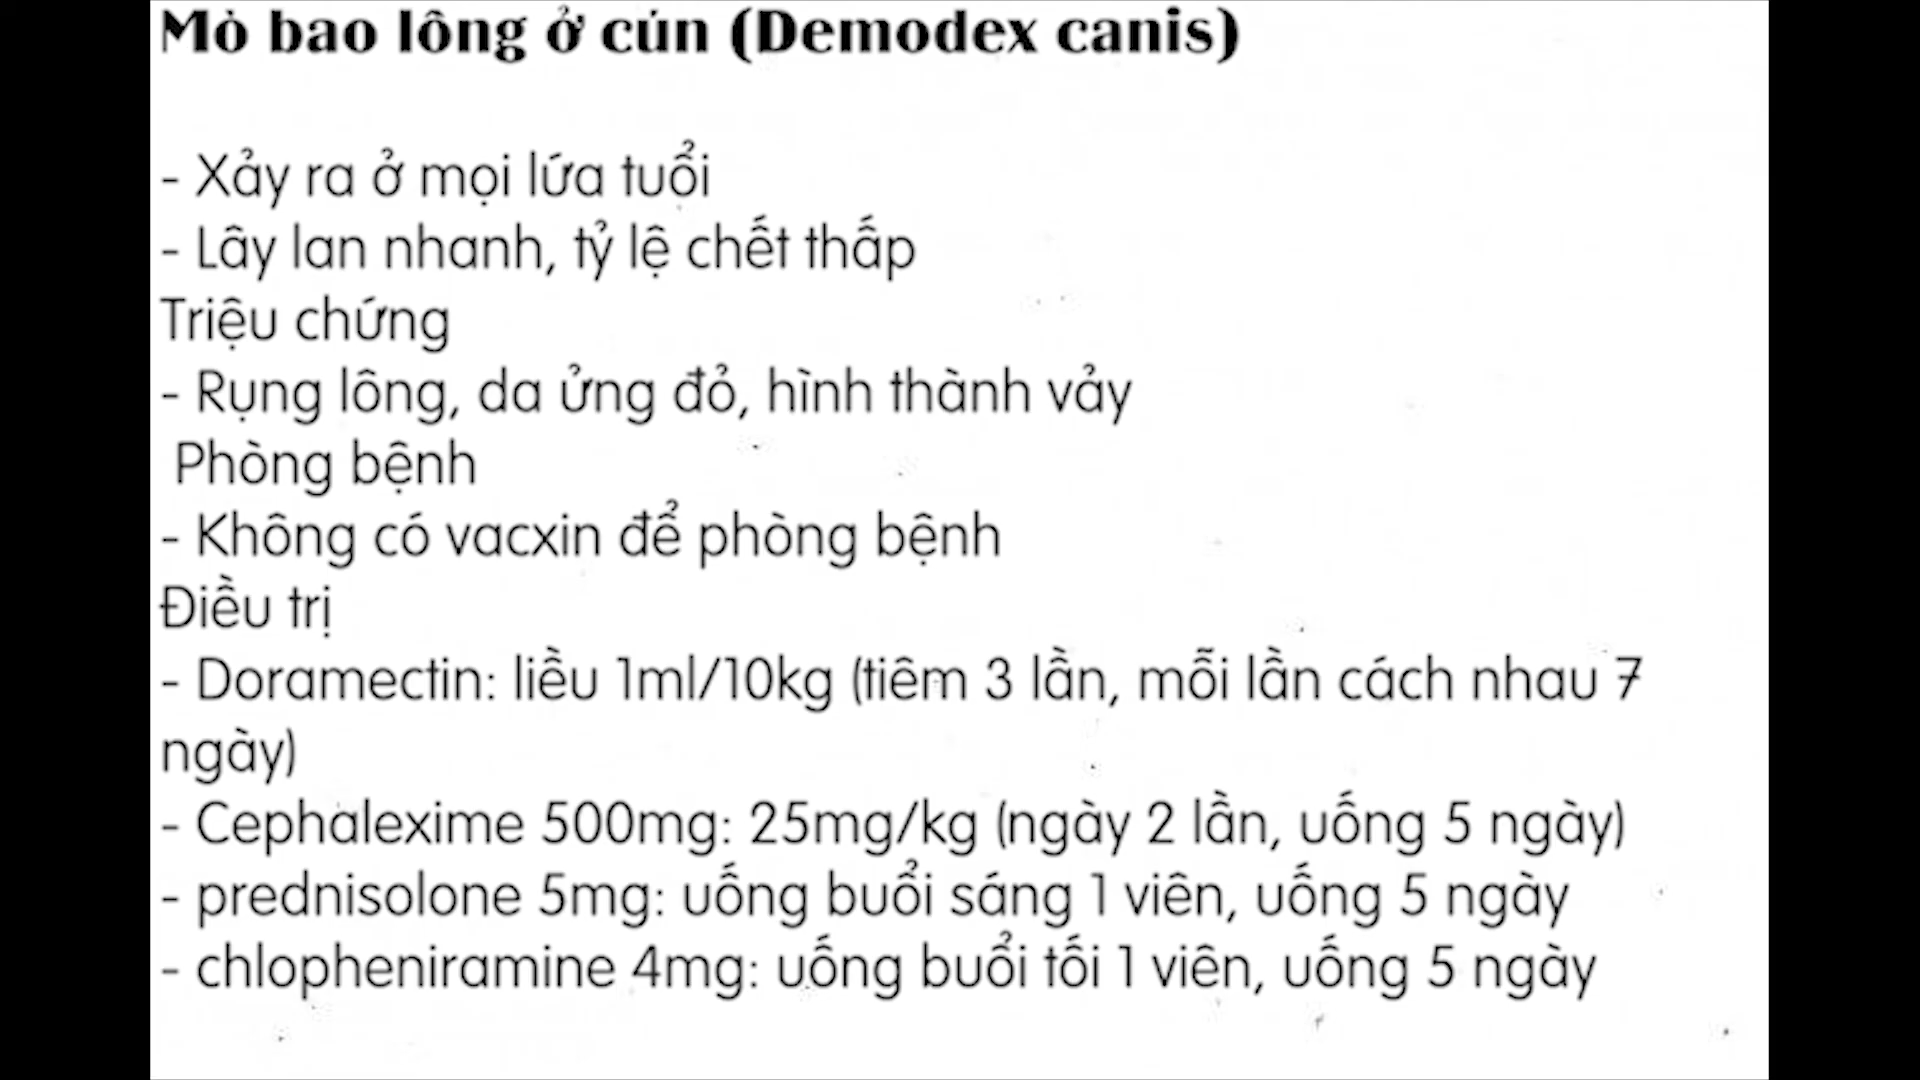 Mò bao lông ở cún (Demodex canis)
- Xảy ra ở mọi lứa tuổi
- Lây lan nhanh, tỷ lệ chết thấp
Triệu chứng
- Rụng lông, da ửng đỏ, hình thành vảy
Phòng bệnh
- Không có vacxin để phòng bệnh
Điều trị
- Doramectin: liều 1ml/10kg (tiêm 3 lần, mỗi lần cách nhau 7
ngày)
- Cephalexime 500mg: 25mg/kg (ngày 2 lần, uống 5 ngày)
- prednisolone 5mg: uống buổi sáng 1 viên, uống 5 ngày
- chlopheniramine 4mg: uống buổi tối 1 viên, uống 5 ngày